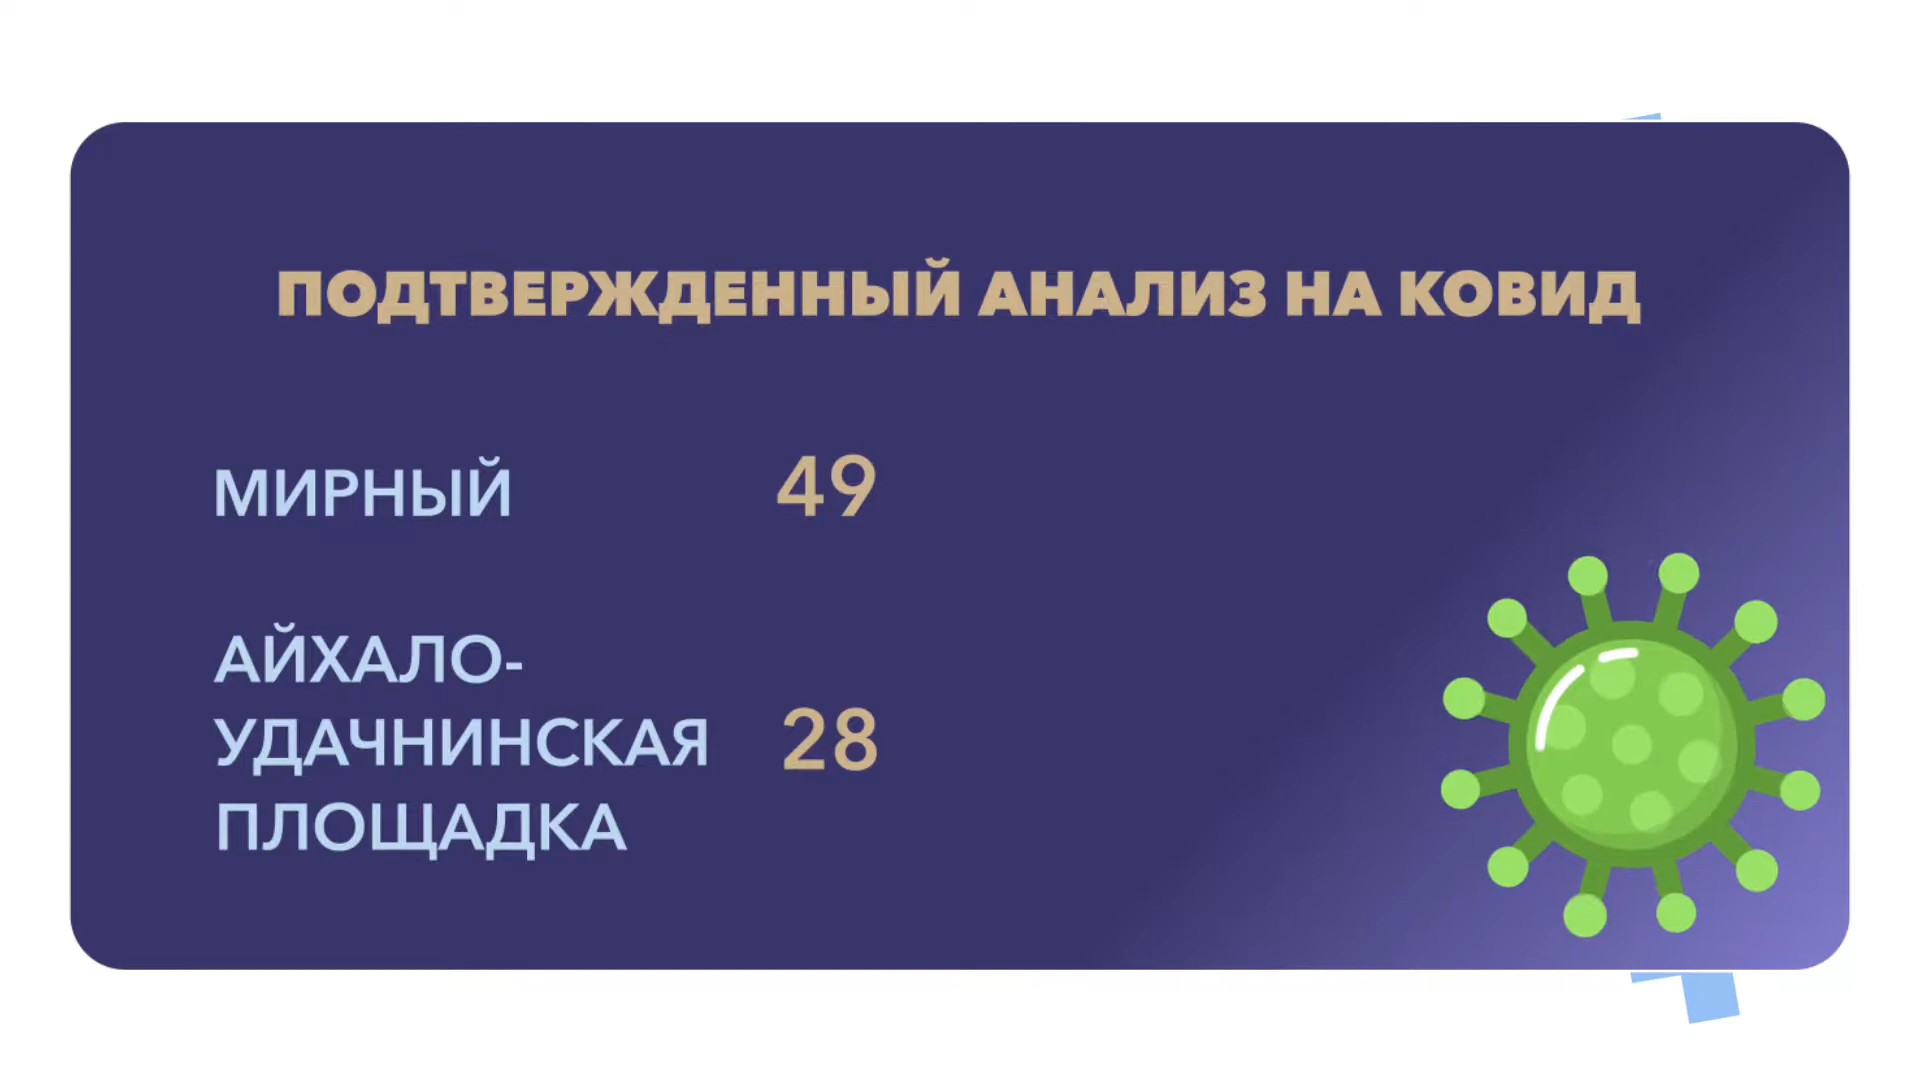 ПОДТВЕРЖДЕННЫЙ АНАЛИЗ НА КОВИД
МИРНЫЙ 49
АЙХАЛО-
УДАЧНИНСКАЯ 28
ПЛОЩАДКА